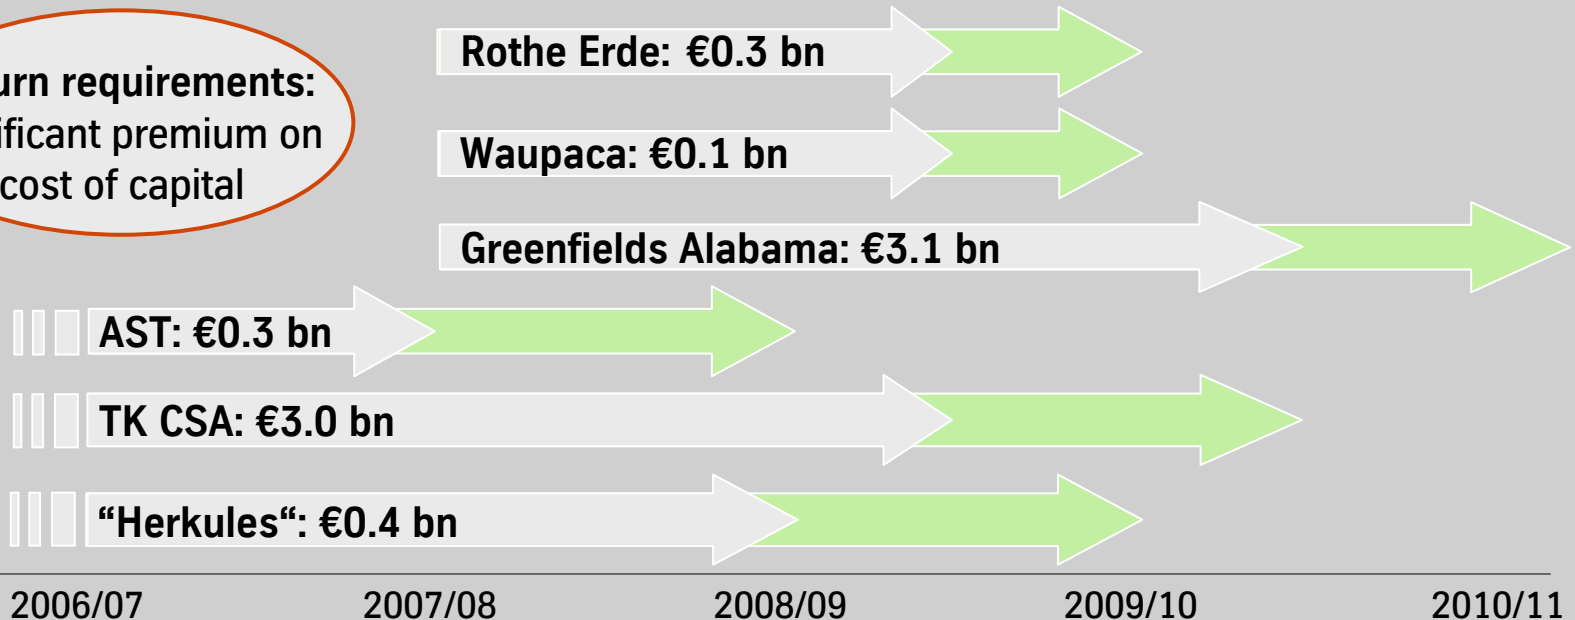 requirements:
premium on
cost of capital
Rothe Erde: €0.3 bn
Waupaca: €0.1 bn
Greenfields Alabama: €3.1 bn
AST: €0.3 bn
TK CSA: €3.0 bn
“Herkules“: €0.4 bn
2006/07 2007/08 2008/09 2009/10 2010/11